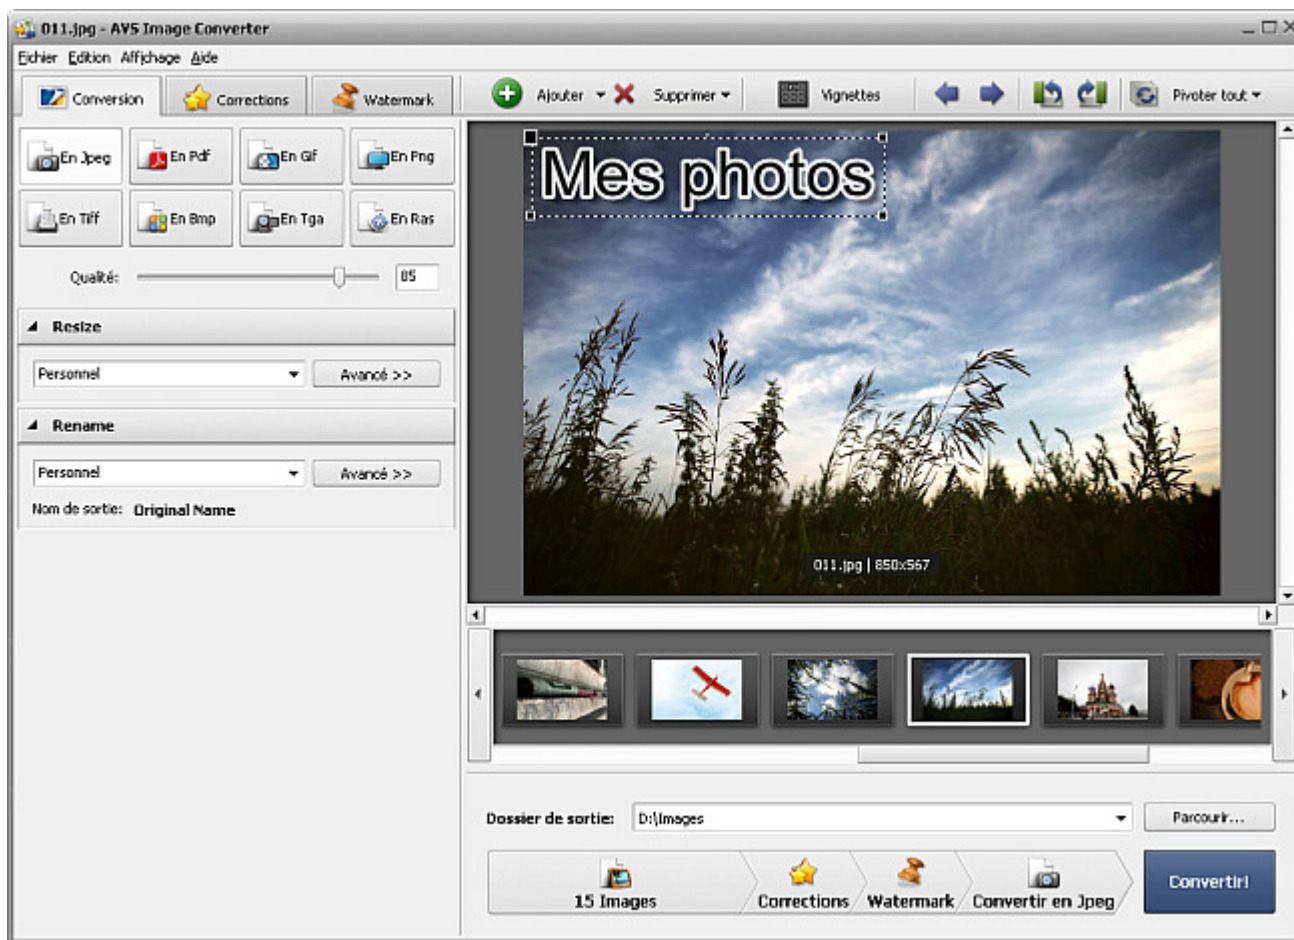 011.jpg - AVS Image Converter
Fichier Edition Affichage Aide
Conversion Corrections Watermark
Ajouter Supprimer Vignettes Pivoter tout
En Jpeg En Pdf En Gif En Png
En Tiff En Bmp En Tga En Ras
Qualité: 85
Resize
Personnel Avancé >>
Rename
Personnel Avancé >>
Nom de sortie: Original Name
Mes photos
011.jpg | 850x567
Dossier de sortie: D:\Images Parcourir...
15 Images Corrections Watermark Convertir en Jpeg Convertir!